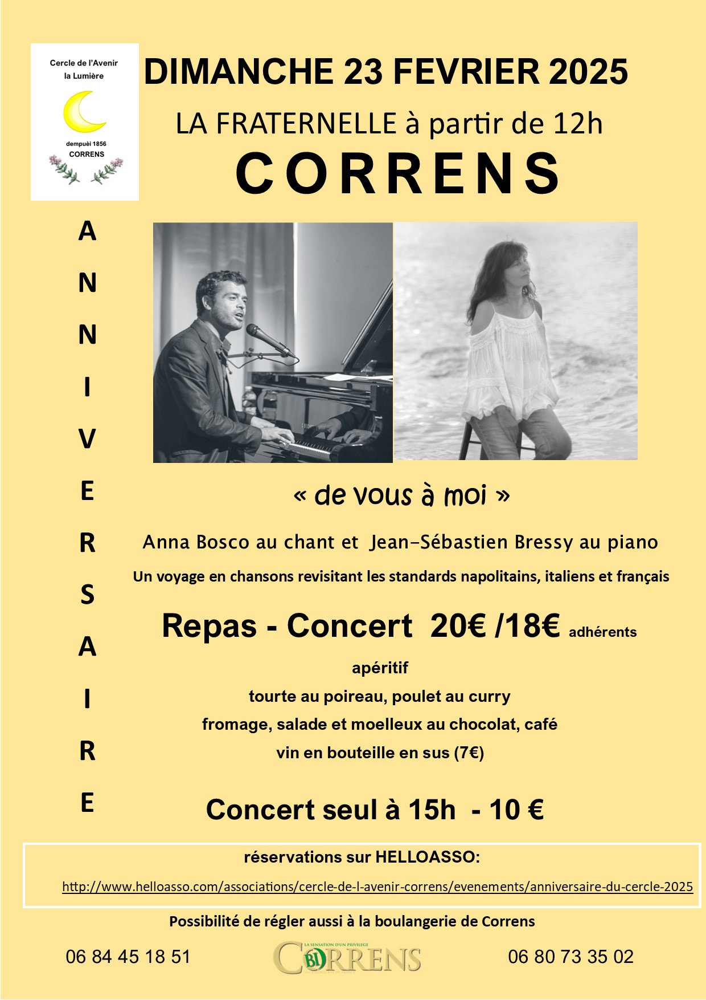 Cercle de l'Avenir
la Lumière
dempuèi 1856
CORRENS
DIMANCHE 23 FEVRIER 2025
LA FRATERNELLE à partir de 12h
CORRENS
A
N
N
I
V
E
R
S
A
I
R
E
« de vous à moi »
Anna Bosco au chant et Jean-Sébastien Bressy au piano
Un voyage en chansons revisitant les standards napolitains, italiens et français
Repas - Concert 20€ /18€ adhérents
apéritif
tourte au poireau, poulet au curry
fromage, salade et moelleux au chocolat, café
vin en bouteille en sus (7€)
Concert seul à 15h - 10 €
réservations sur HELLOASSO:
http://www.helloasso.com/associations/cercle-de-l-avenir-correns/evenements/anniversaire-du-cercle-2025
Possibilité de régler aussi à la boulangerie de Correns
06 84 45 18 51
LA SENSATION D'UN PRIVILEGE
CORRENS
BIO
06 80 73 35 02